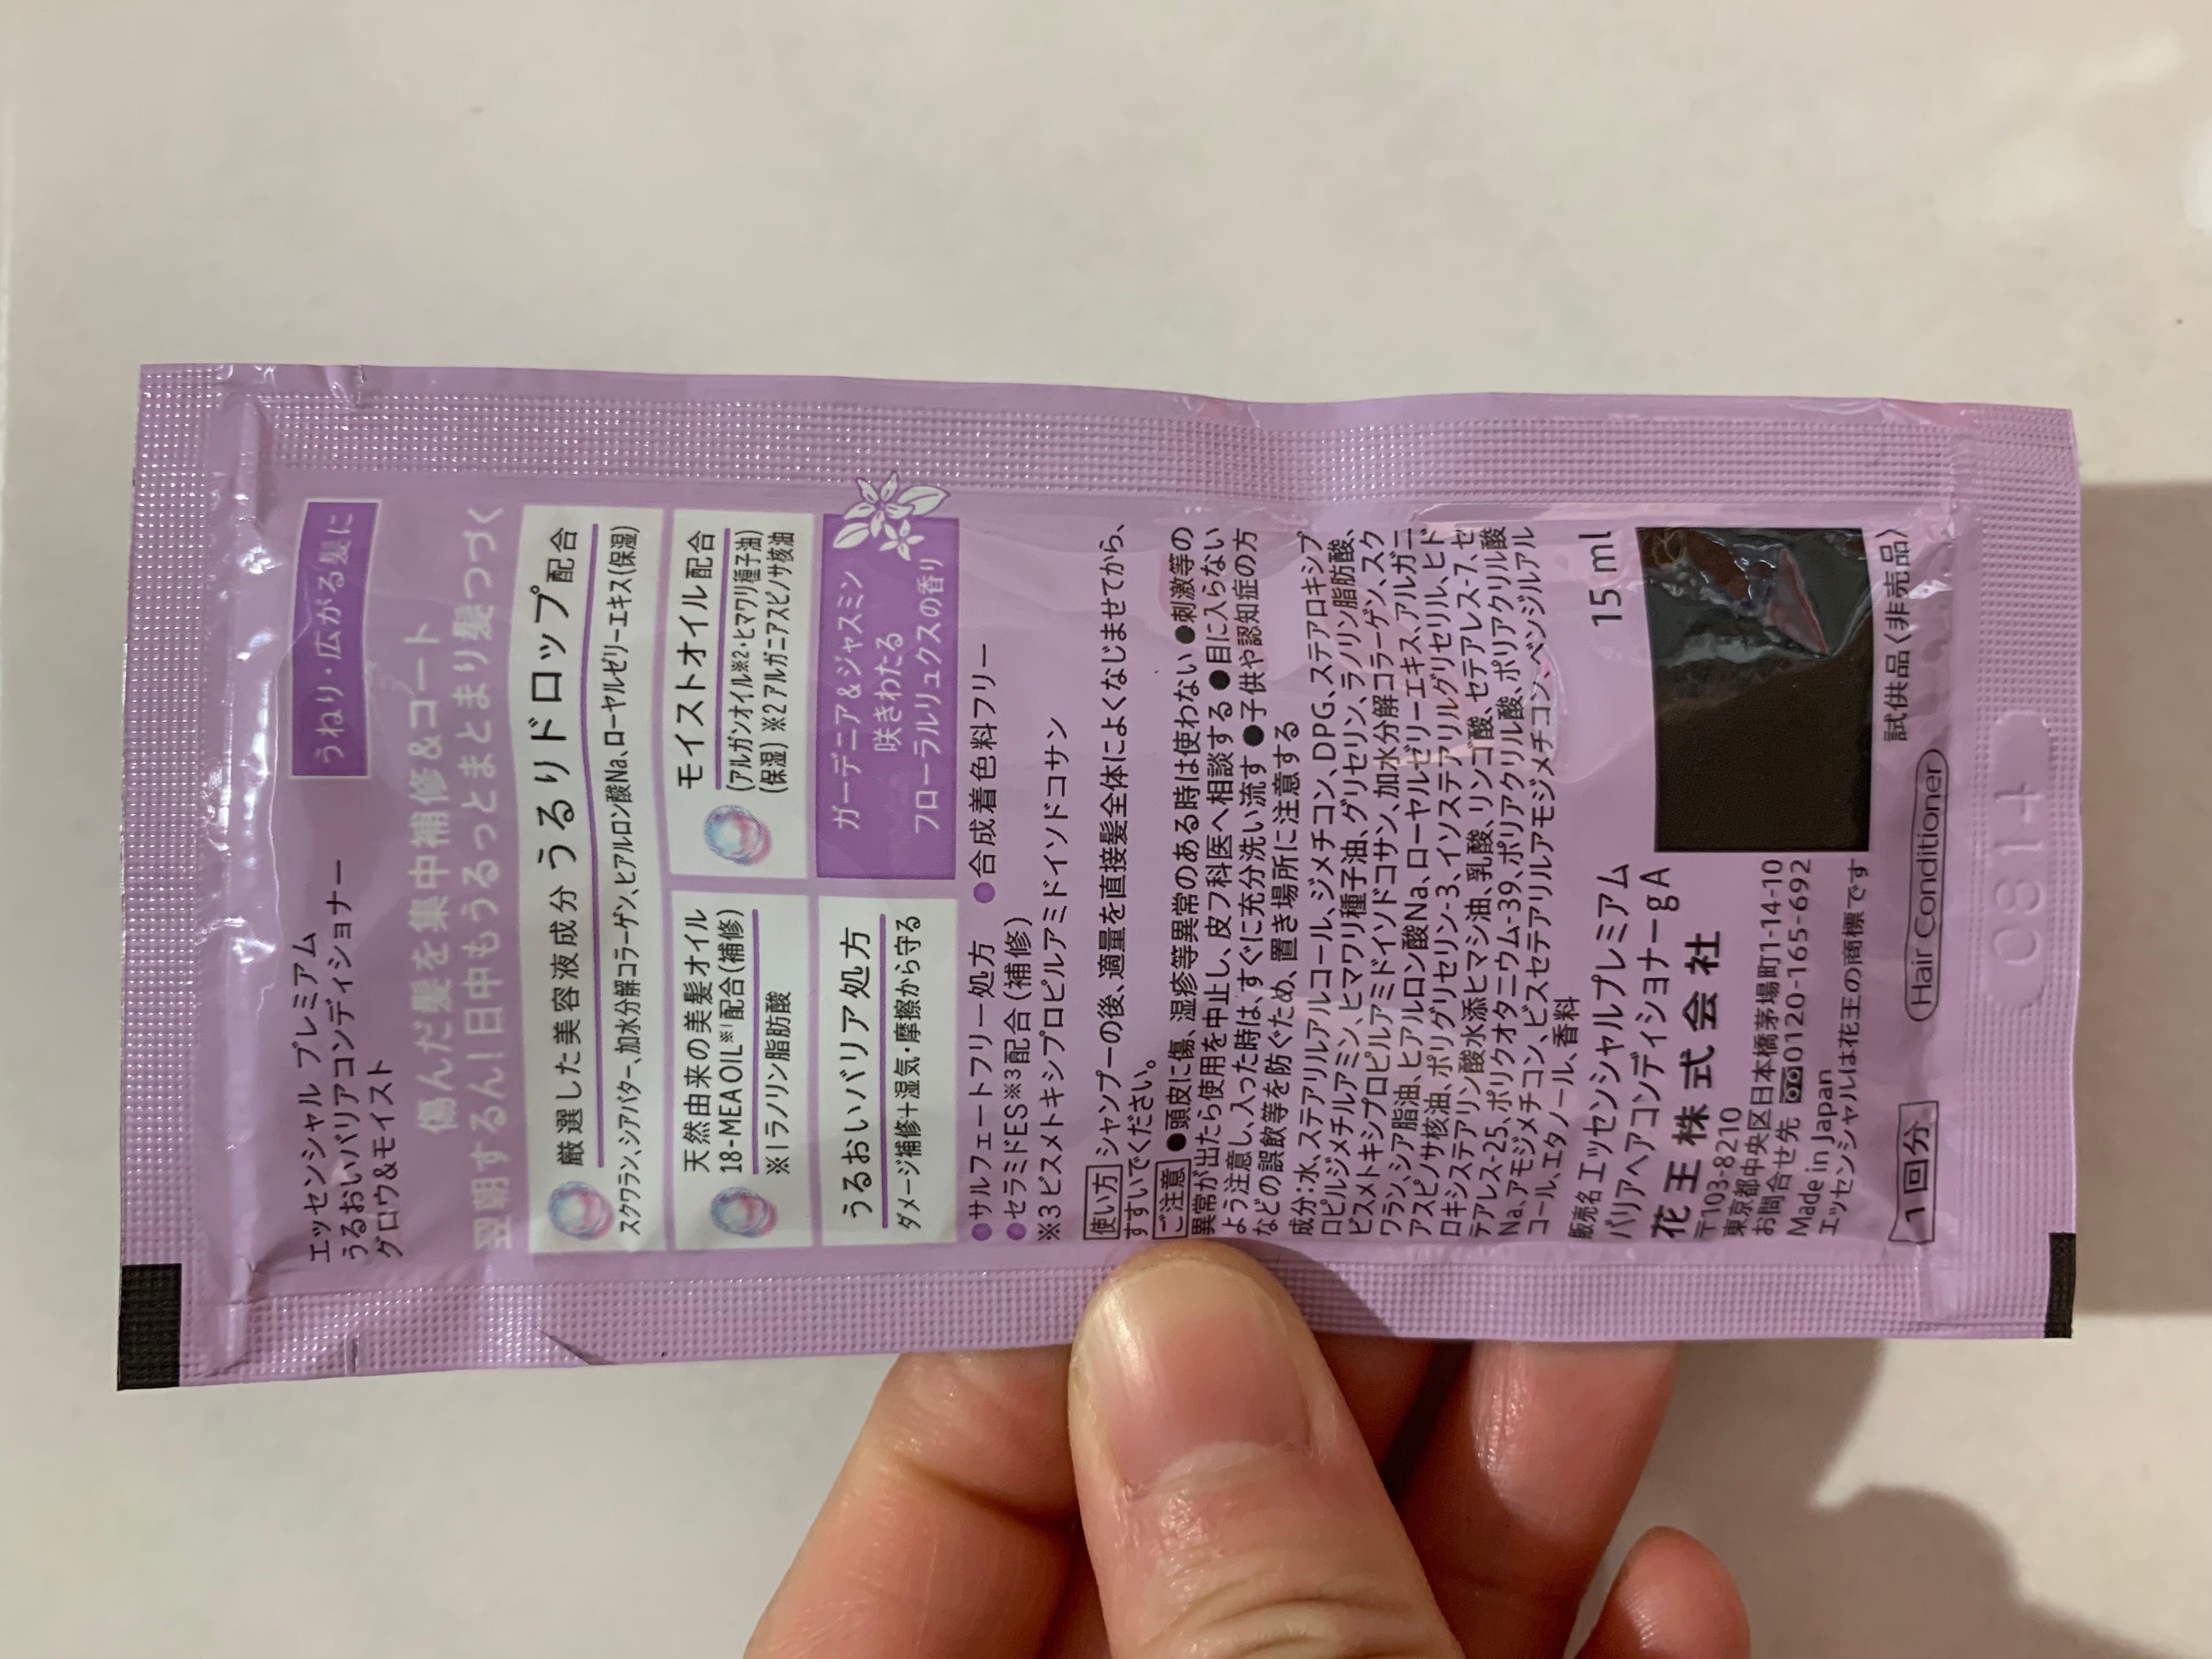 エッセンシャル プレミアム
うるおいバリアコンディショナー
グロウ&モイスト
うねり・広がる髪に
傷んだ髪を集中補修&コート
翌朝するん!日中もうるっとまとまり髪つづく
厳選した美容液成分 うるりドロップ配合
スクワラン、シアバター、加水分解コラーゲン、ヒアルロン酸Na、ローヤルゼリーエキス(保湿)
天然由来の美髪オイル
18-MEA OIL※1配合(補修)
※1ラノリン脂肪酸
モイストオイル配合
(アルガンオイル※2・ヒマワリ種子油)
(保湿) ※2アルガニアスピノサ核油
うるおいバリア処方
ダメージ補修+湿気・摩擦から守る
ガーデニア&ジャスミン
咲きわたる
フローラルリュクスの香り
●サルフェートフリー処方 ●合成着色料フリー
●セラミドES※3配合(補修)
※3ビスメトキシプロピルアミドイソドコサン
使い方 シャンプーの後、適量を直接髪全体によくなじませてから、
すすいでください。
ご注意 ●頭皮に傷、湿疹等異常のある時は使わない ●刺激等の
異常が出たら使用を中止し、皮フ科医へ相談する ●目に入らない
よう注意し、入った時は、すぐに充分洗い流す ●子供や認知症の方
などの誤飲等を防ぐため、置き場所に注意する
成分:水、ステアリルアルコール、ジメチコン、DPG、ステアロキシプ
ロピルジメチルアミン、ヒマワリ種子油、グリセリン、ラノリン脂肪酸、
ビスメトキシプロピルアミドイソドコサン、加水分解コラーゲン、スク
ワラン、シア脂油、ヒアルロン酸Na、ローヤルゼリーエキス、アルガニー
アスピノサ核油、ポリグリセリン-3、イソステアリルグリセリル、ヒド
ロキシステアリン酸水添ヒマシ油、乳酸、リンゴ酸、セテアレス-7、セ
テアレス-25、ポリクオタニウム-39、ポリアクリル酸、ポリアクリル酸
Na、アモジメチコン、ビスセテアリルアモジメチコン、ベンジルアル
コール、エタノール、香料
販売名 エッセンシャルプレミアム
バリアヘアコンディショナーgA
15ml
花王株式会社
〒103-8210
東京都中央区日本橋茅場町1-14-10
お問合せ先 0120-165-692
Made in Japan
エッセンシャルは花王の商標です
1回分 Hair Conditioner 試供品〈非売品〉